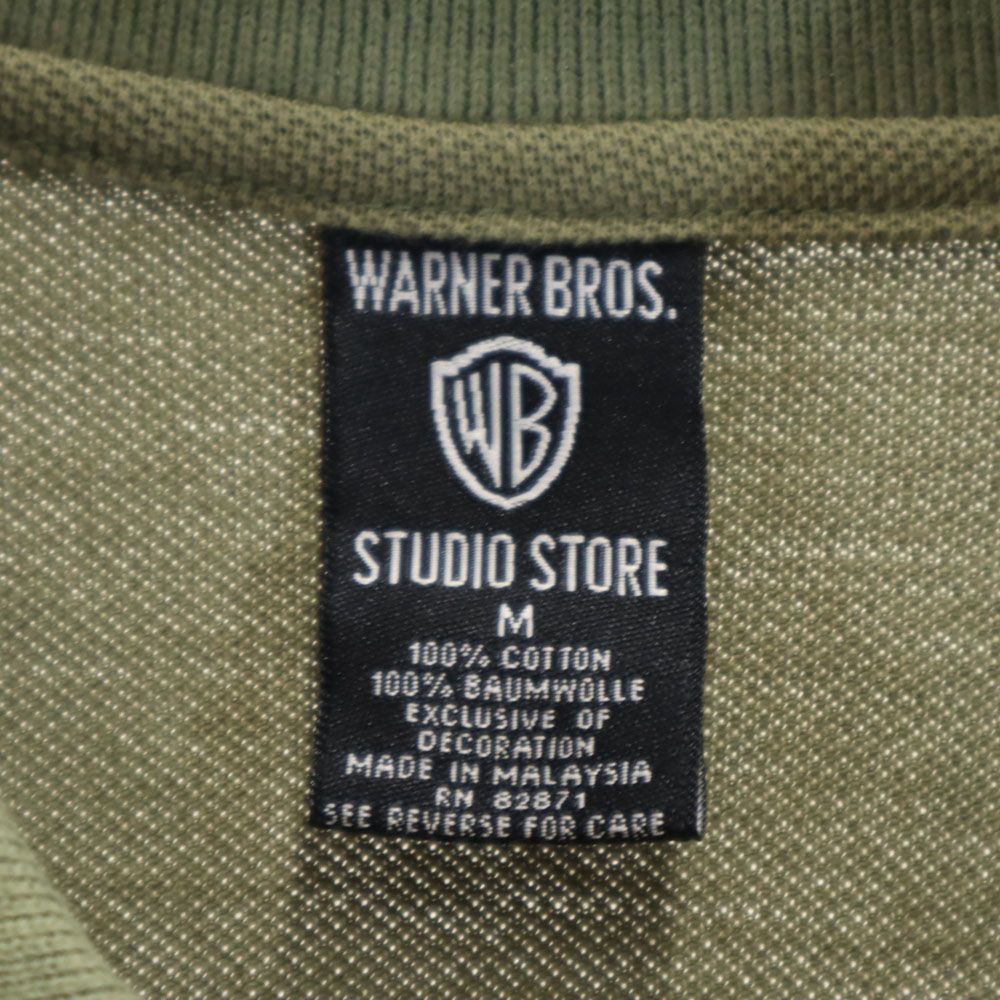 WARNER BROS.
WB
STUDIO STORE
M
100% COTTON
100% BAUMWOLLE
EXCLUSIVE OF
DECORATION
MADE IN MALAYSIA
RN 82871
SEE REVERSE FOR CARE